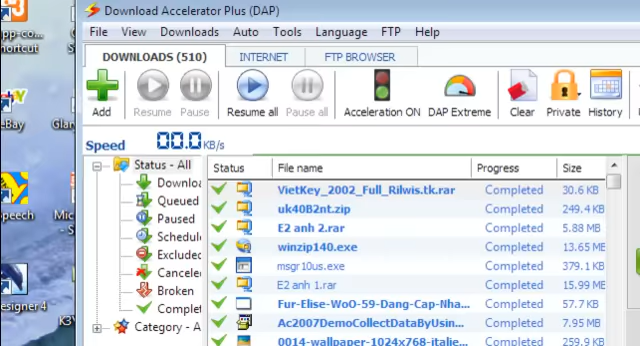 Download Accelerator Plus (DAP)
File View Downloads Auto Tools Language FTP Help
DOWNLOADS (510) INTERNET FTP BROWSER
Add Resume Pause Resume all Pause all Acceleration ON DAP Extreme Clear Private History
Speed 00.0 KB/s
Status - All
Queued
Paused
Broken
Category - A
Status File name Progress Size
VietKey_2002_Full_Rilwis.tk.rar Completed 30.6 KB
uk40B2nt.zip Completed 249.4 KB
E2 anh 2.rar Completed 5.88 MB
winzip140.exe Completed 13.65 MB
msgr10us.exe Completed 379.1 KB
E2 anh 1.rar Completed 15.99 MB
Fur-Elise-WoO-59-Dang-Cap-Nha... Completed 57.7 KB
Ac2007DemoCollectDataByUsin... Completed 7.95 MB
0014-wallpaper-1024x768-italie... Completed 259.9 KB